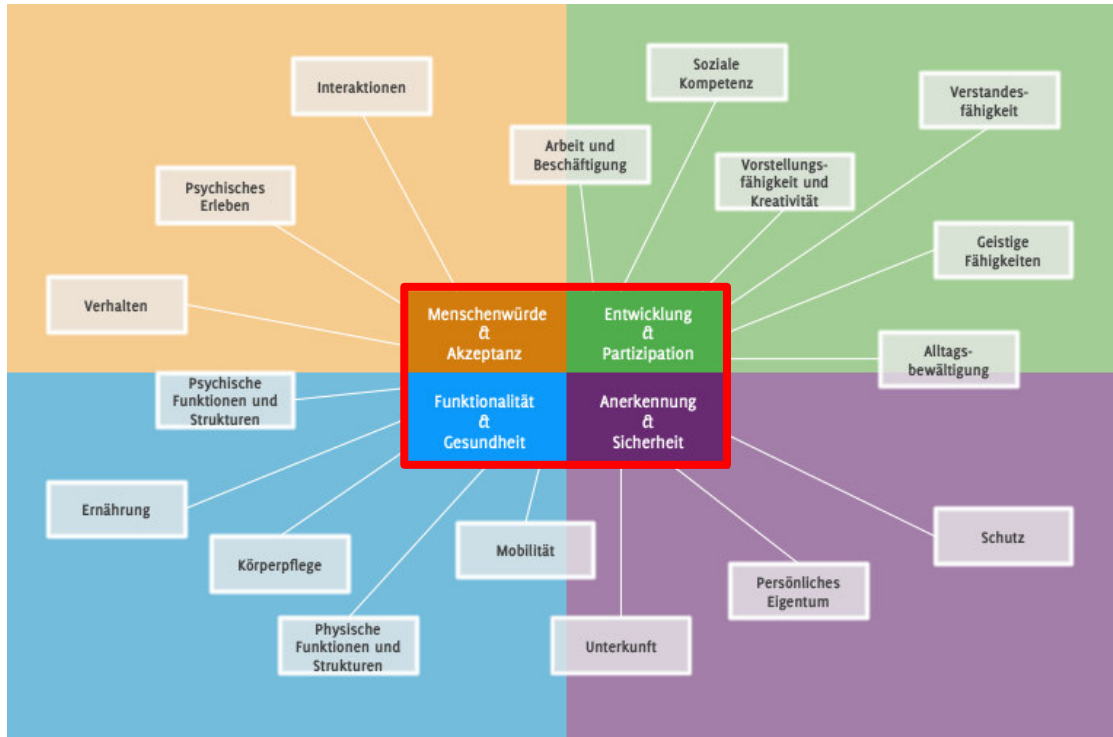 Interaktionen
Psychisches
Erleben
Verhalten
Soziale
Kompetenz
Verstandes-
fähigkeit
Arbeit und
Beschäftigung
Vorstellungs-
fähigkeit und
Kreativität
Geistige
Fähigkeiten
Alltags-
bewältigung
Menschenwürde
&
Akzeptanz
Entwicklung
&
Partizipation
Funktionalität
&
Gesundheit
Anerkennung
&
Sicherheit
Psychische
Funktionen und
Strukturen
Ernährung
Körperpflege
Mobilität
Physische
Funktionen und
Strukturen
Schutz
Persönliches
Eigentum
Unterkunft